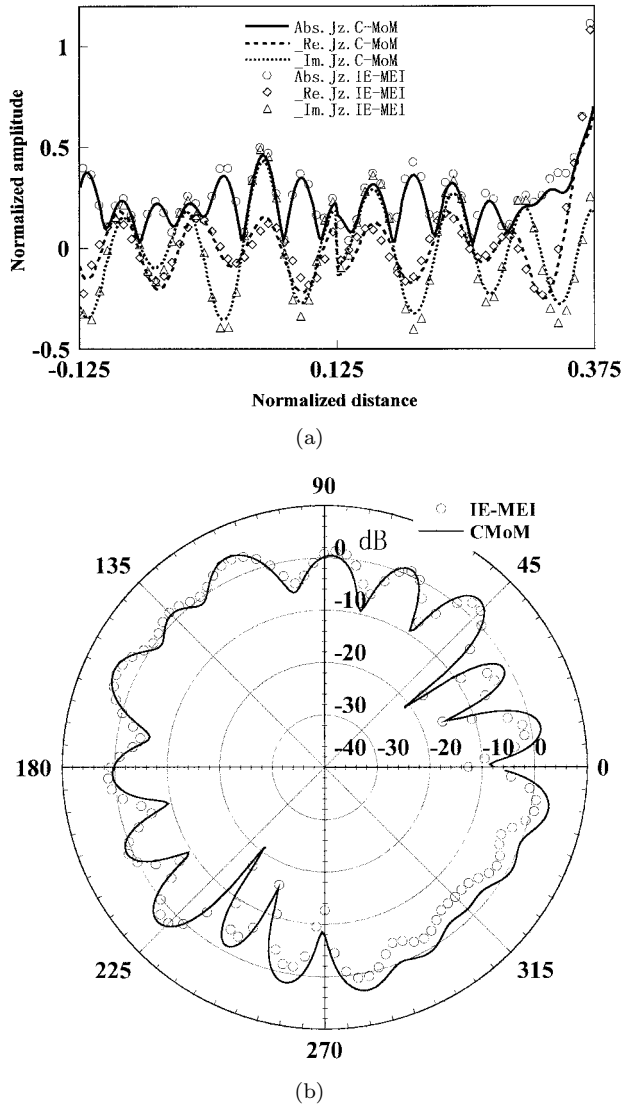 1
0.5
0
-0.5
Normalized amplitude
Abs. Jz. C-MoM
_Re. Jz. C-MoM
_Im. Jz. C-MoM
Abs. Jz. IE-MEI
_Re. Jz. IE-MEI
_Im. Jz. IE-ME1
-0.125 0.125 0.375
Normalized distance
(a)
90
IE-MEI
CMoM
0 dB
135 45
-10
-20
-30
-40 -30 -20 -10 0
180 0
225 315
270
(b)